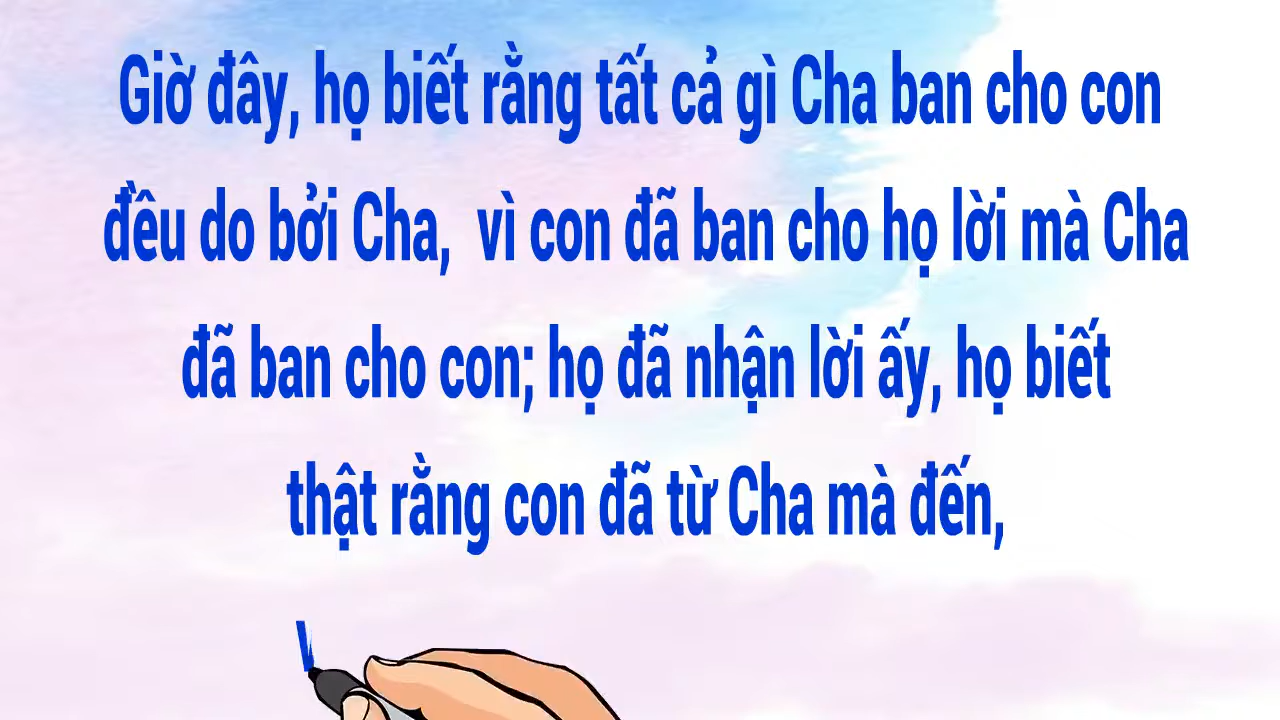 Giờ đây, họ biết rằng tất cả gì Cha ban cho con
đều do bởi Cha,  vì con đã ban cho họ lời mà Cha
đã ban cho con; họ đã nhận lời ấy, họ biết
thật rằng con đã từ Cha mà đến,